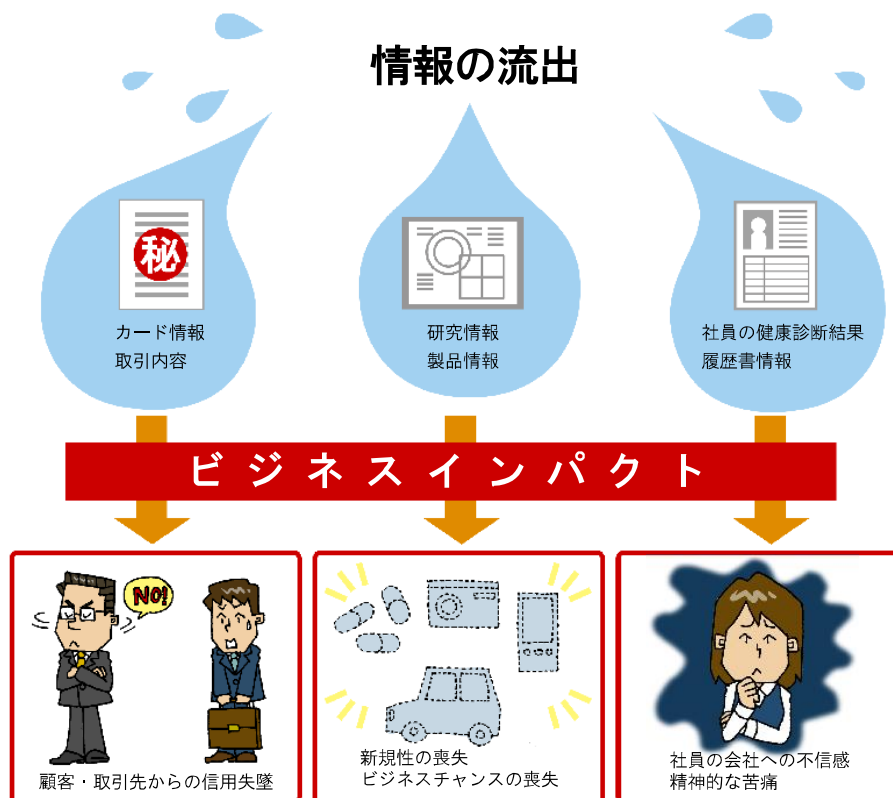 情報の流出
秘
カード情報
取引内容
研究情報
製品情報
社員の健康診断結果
履歴書情報
ビジネスインパクト
NO!
顧客・取引先からの信用失墜
新規性の喪失
ビジネスチャンスの喪失
社員の会社への不信感
精神的な苦痛